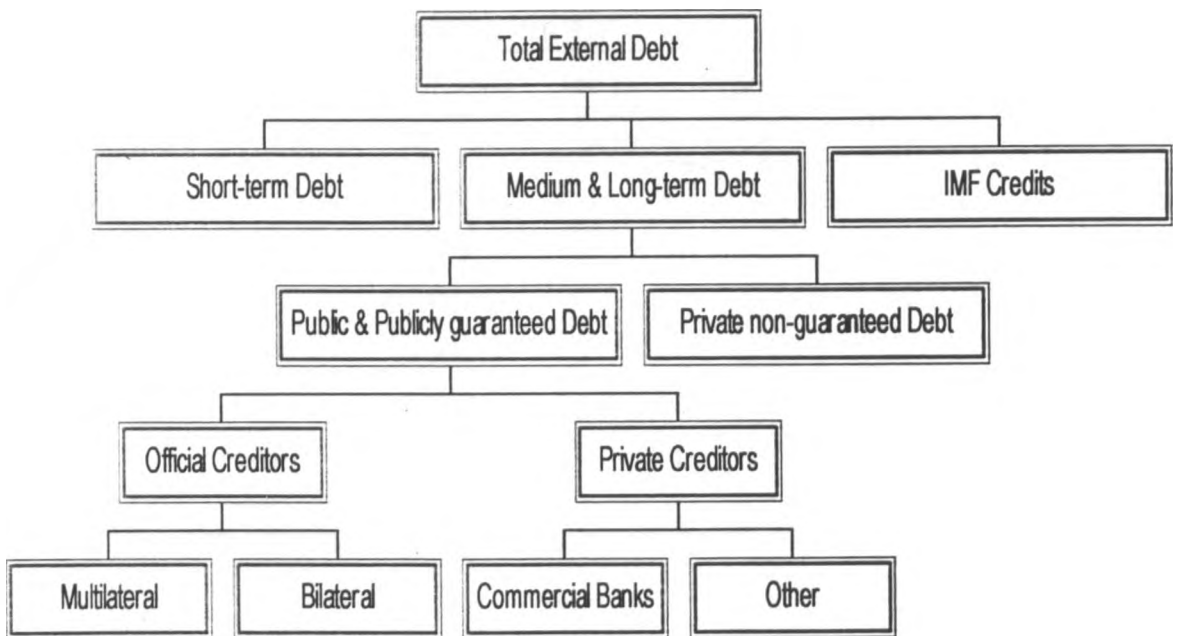 Total External Debt
Short-term Debt
Medium & Long-term Debt
IMF Credits
Public & Publicly guaranteed Debt
Private non-guaranteed Debt
Official Creditors
Private Creditors
Multilateral
Bilateral
Commercial Banks
Other